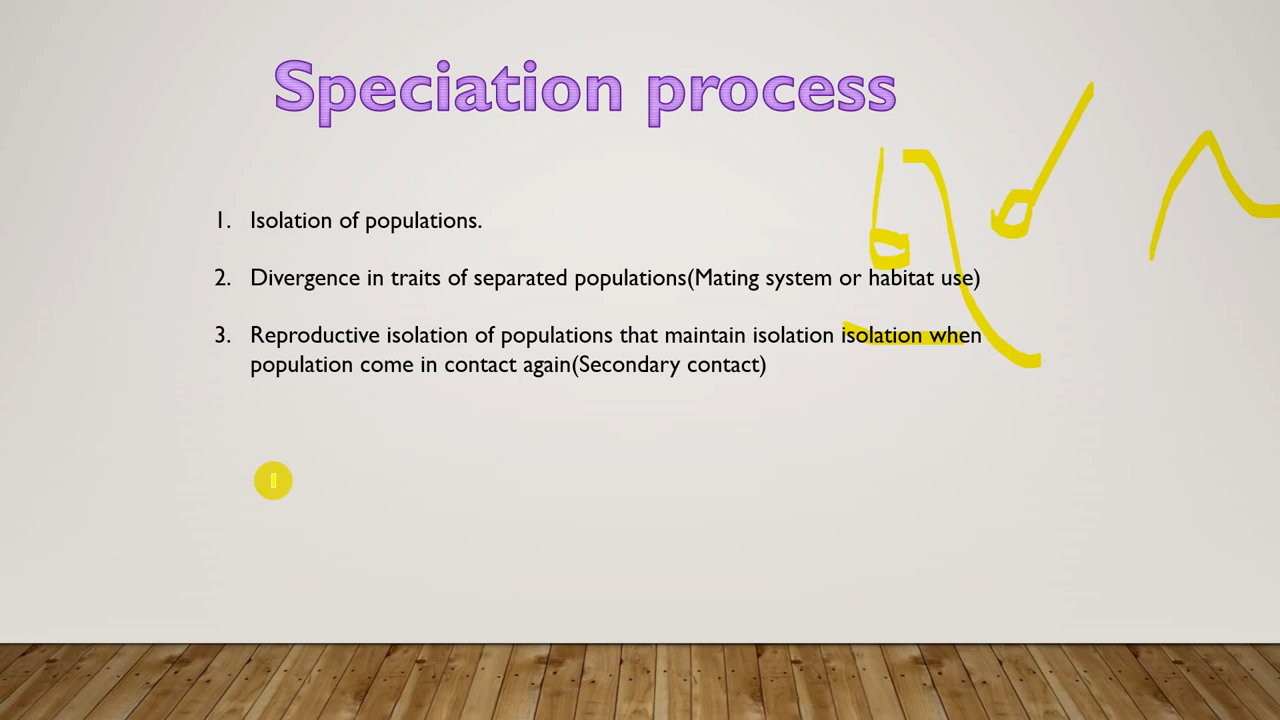 Speciation process
1. Isolation of populations.
2. Divergence in traits of separated populations(Mating system or habitat use)
3. Reproductive isolation of populations that maintain isolation isolation when
population come in contact again(Secondary contact)